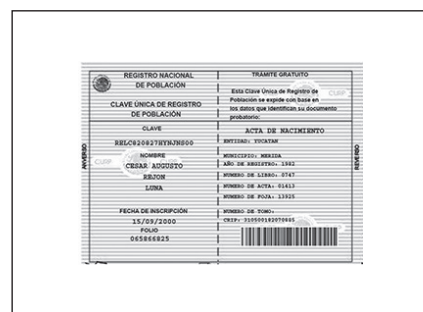 REGISTRO NACIONAL
DE POBLACIÓN
CLAVE ÚNICA DE REGISTRO
DE POBLACIÓN
ANVERSO
CLAVE
RELC820827HYNJNS00
NOMBRE
CESAR AUGUSTO
REJON
LUNA
FECHA DE INSCRIPCIÓN
15/09/2000
FOLIO
065866825
TRÁMITE GRATUITO
Esta Clave Única de Registro de
Población se expide con base en
los datos que identifican su documento
probatorio:
ACTA DE NACIMIENTO
ENTIDAD: YUCATAN
MUNICIPIO: MERIDA
AÑO DE REGISTRO: 1982
NUMERO DE LIBRO: 0747
NUMERO DE ACTA: 01413
NUMERO DE FOJA: 13925
NUMERO DE TOMO:
CRIP:
REVERSO
CURP